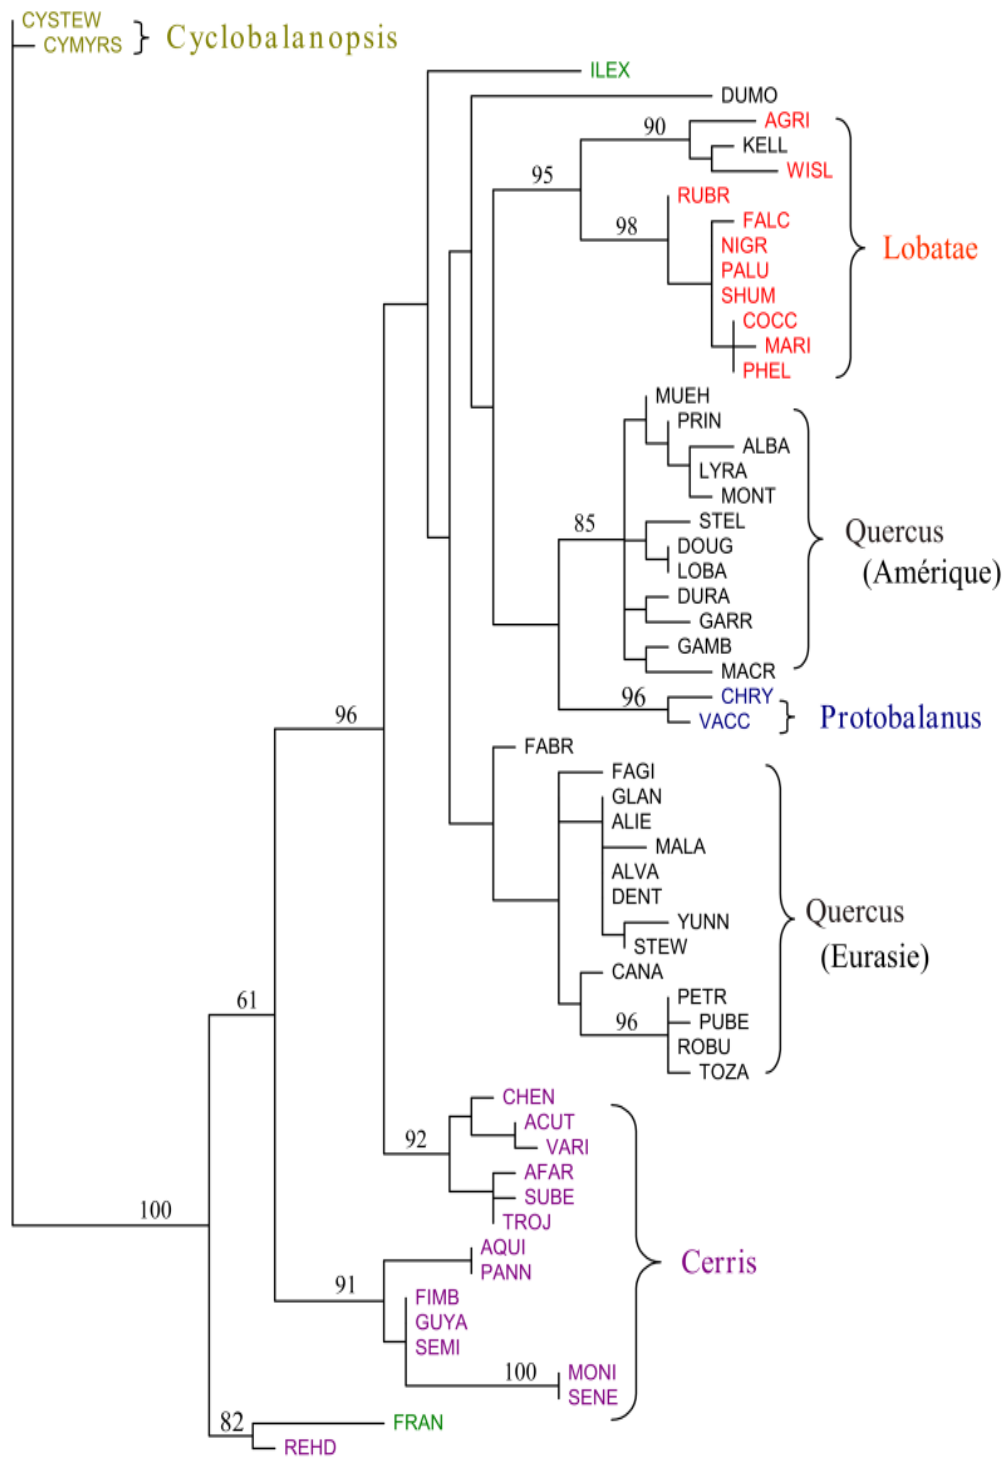 CYSTEW
CYMYRS
Cyclobalanopsis
ILEX
DUMO
AGRI
90
KELL
WISL
95
RUBR
98
FALC
NIGR
Lobatae
PALU
SHUM
COCC
MARI
PHEL
MUEH
PRIN
ALBA
LYRA
MONT
85
STEL
Quercus
DOUG
LOBA
(Amérique)
DURA
GARR
GAMB
MACR
96
CHRY
VACC
Protobalanus
96
FABR
FAGI
GLAN
ALIE
MALA
ALVA
DENT
Quercus
YUNN
STEW
(Eurasie)
CANA
PETR
61
96
PUBE
ROBU
TOZA
CHEN
ACUT
92
VARI
AFAR
SUBE
100
TROJ
AQUI
Cerris
PANN
91
FIMB
GUYA
SEMI
100
MONI
SENE
82
FRAN
REHD